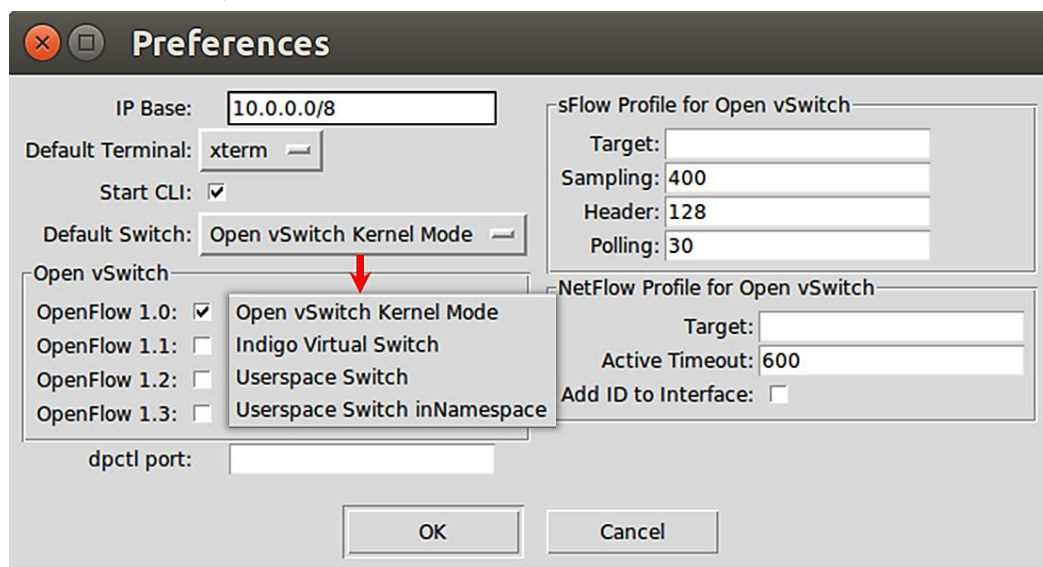 Preferences
IP Base: 10.0.0.0/8
Default Terminal: xterm
Start CLI:
Default Switch: Open vSwitch Kernel Mode
Open vSwitch
OpenFlow 1.0:
OpenFlow 1.1:
OpenFlow 1.2:
OpenFlow 1.3:
Open vSwitch Kernel Mode
Indigo Virtual Switch
Userspace Switch
Userspace Switch inNamespace
dpctl port:
sFlow Profile for Open vSwitch
Target:
Sampling: 400
Header: 128
Polling: 30
NetFlow Profile for Open vSwitch
Target:
Active Timeout: 600
Add ID to Interface:
OK
Cancel